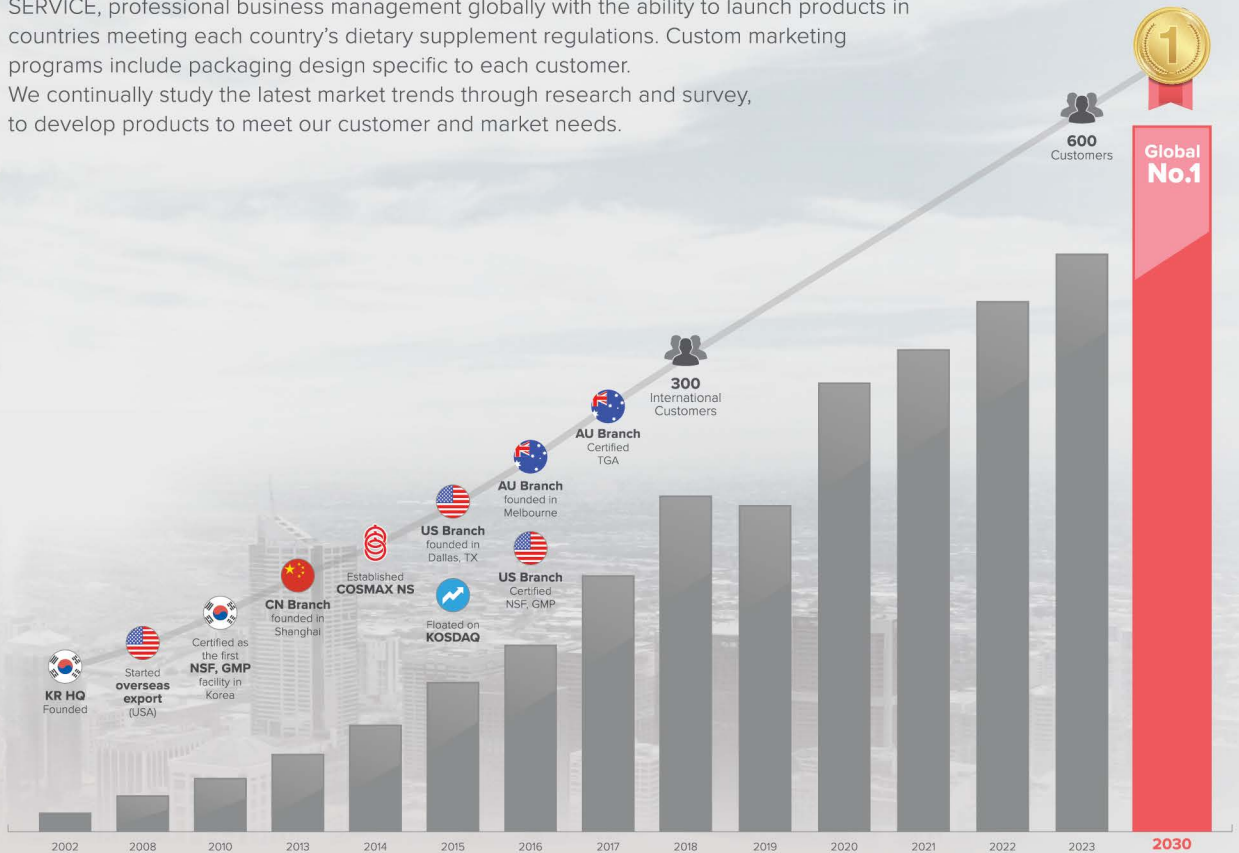 SERVICE, professional business management globally with the ability to launch products in
countries meeting each country's dietary supplement regulations. Custom marketing
programs include packaging design specific to each customer.
We continually study the latest market trends through research and survey,
to develop products to meet our customer and market needs.
1
Global
No.1
600
Customers
300
International
Customers
AU Branch
Certified
TGA
AU Branch
founded in
Melbourne
US Branch
Certified
NSF, GMP
US Branch
founded in
Dallas, TX
Floated on
KOSDAQ
Established
COSMAX NS
CN Branch
founded in
Shanghai
Certified as
the first
NSF, GMP
facility in
Korea
Started
overseas
export
(USA)
KR HQ
Founded
2002 2008 2010 2013 2014 2015 2016 2017 2018 2019 2020 2021 2022 2023 2030